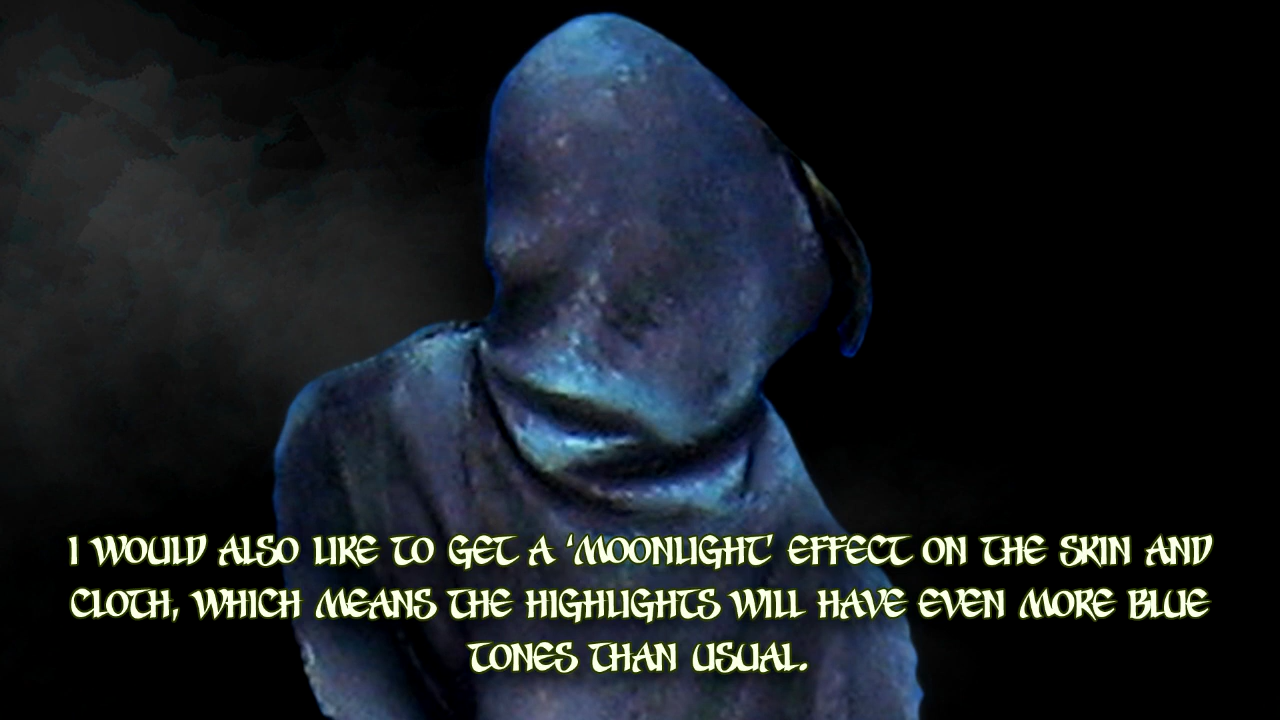 I WOULD ALSO LIKE TO GET A ‘MOONLIGHT’ EFFECT ON THE SKIN AND
CLOTH, WHICH MEANS THE HIGHLIGHTS WILL HAVE EVEN MORE BLUE
TONES THAN USUAL.